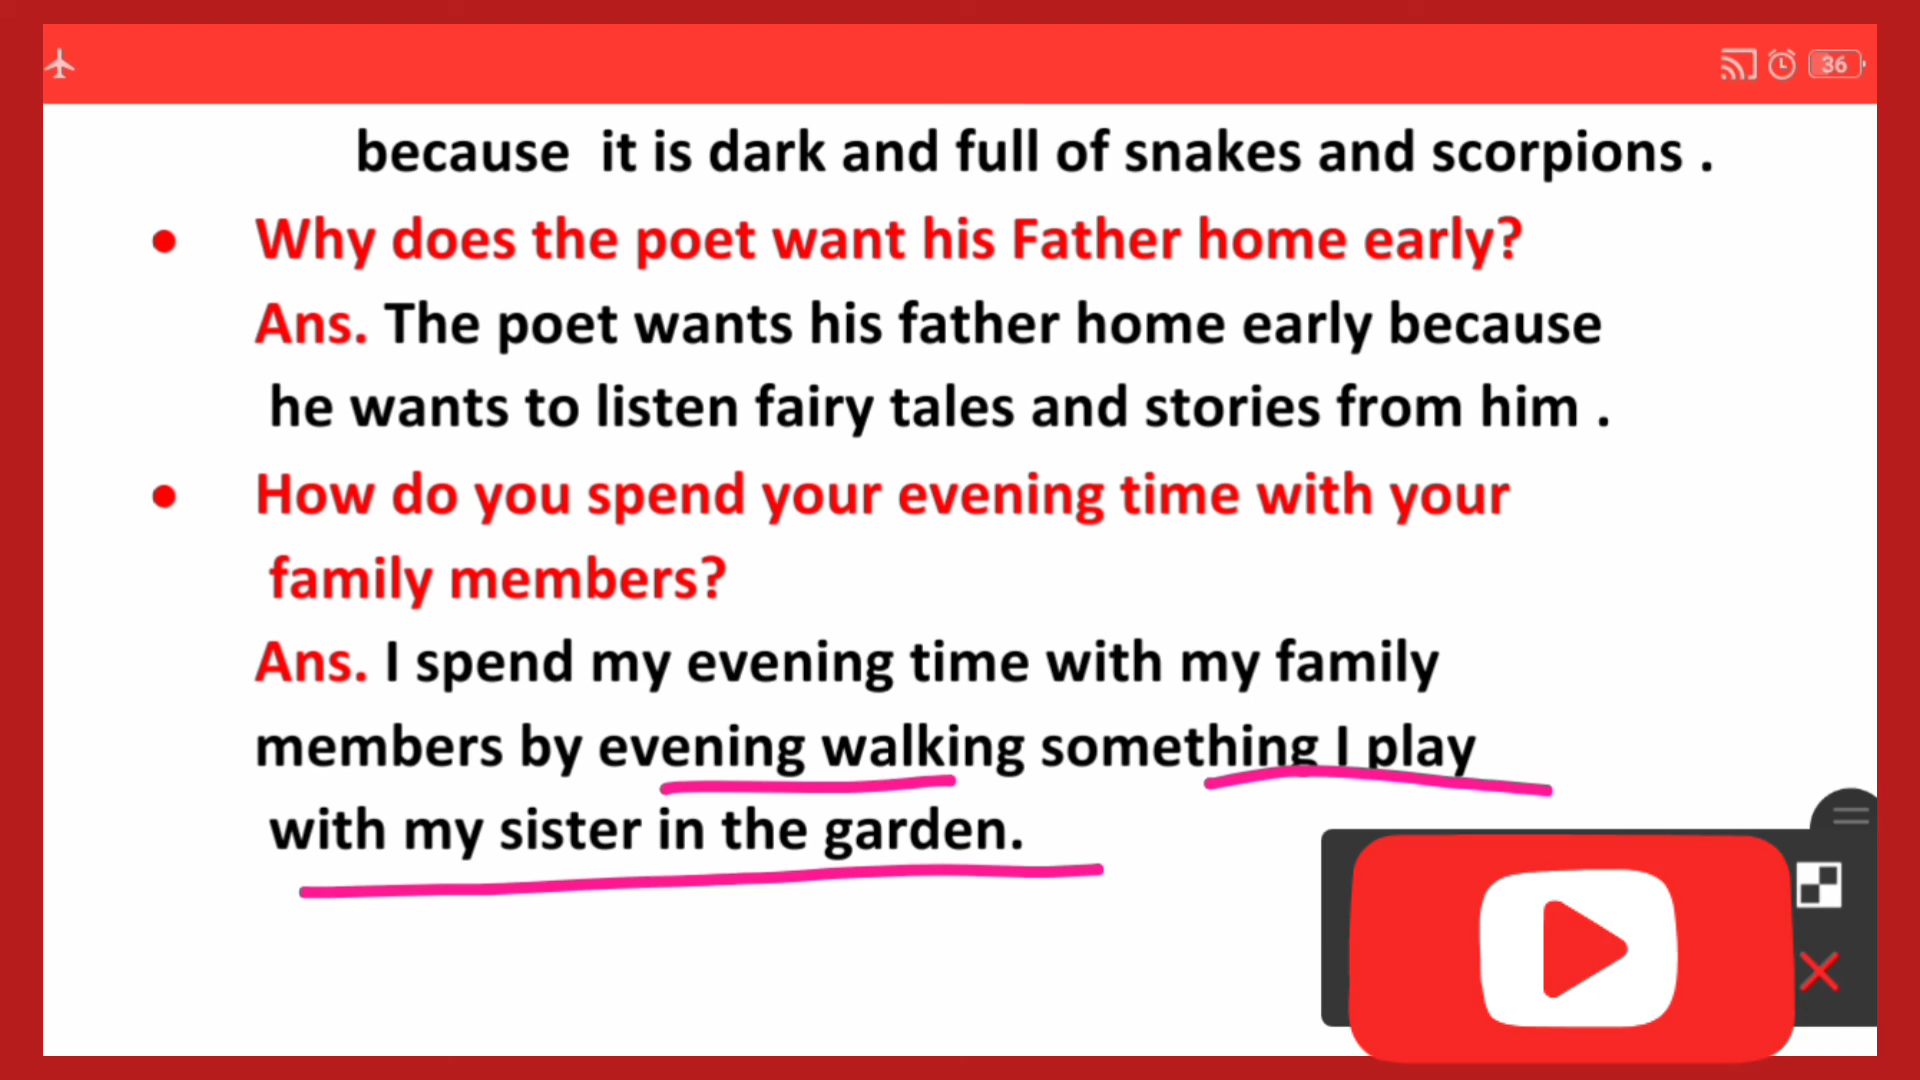 36
because it is dark and full of snakes and scorpions .
• Why does the poet want his Father home early?
Ans. The poet wants his father home early because
he wants to listen fairy tales and stories from him .
• How do you spend your evening time with your
family members?
Ans. I spend my evening time with my family
members by evening walking something I play
with my sister in the garden.